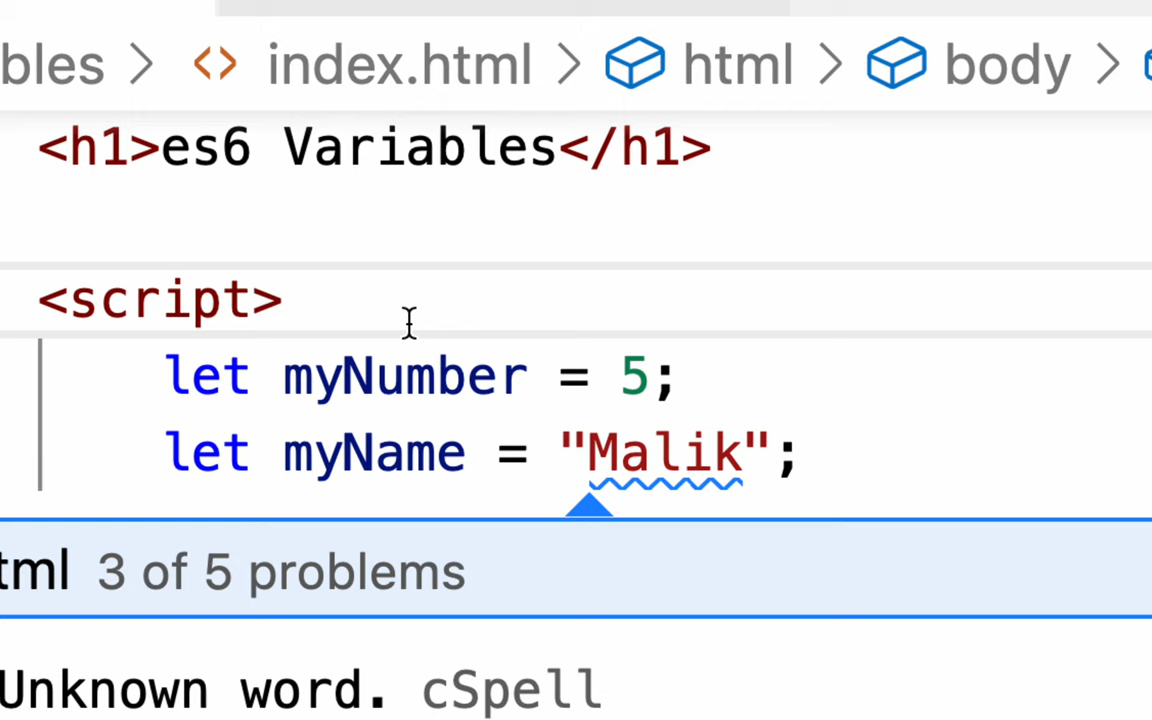 bles > <> index.html > html > body >
<h1>es6 Variables</h1>
<script>
let myNumber = 5;
let myName = "Malik";
tml 3 of 5 problems
Unknown word. cSpell